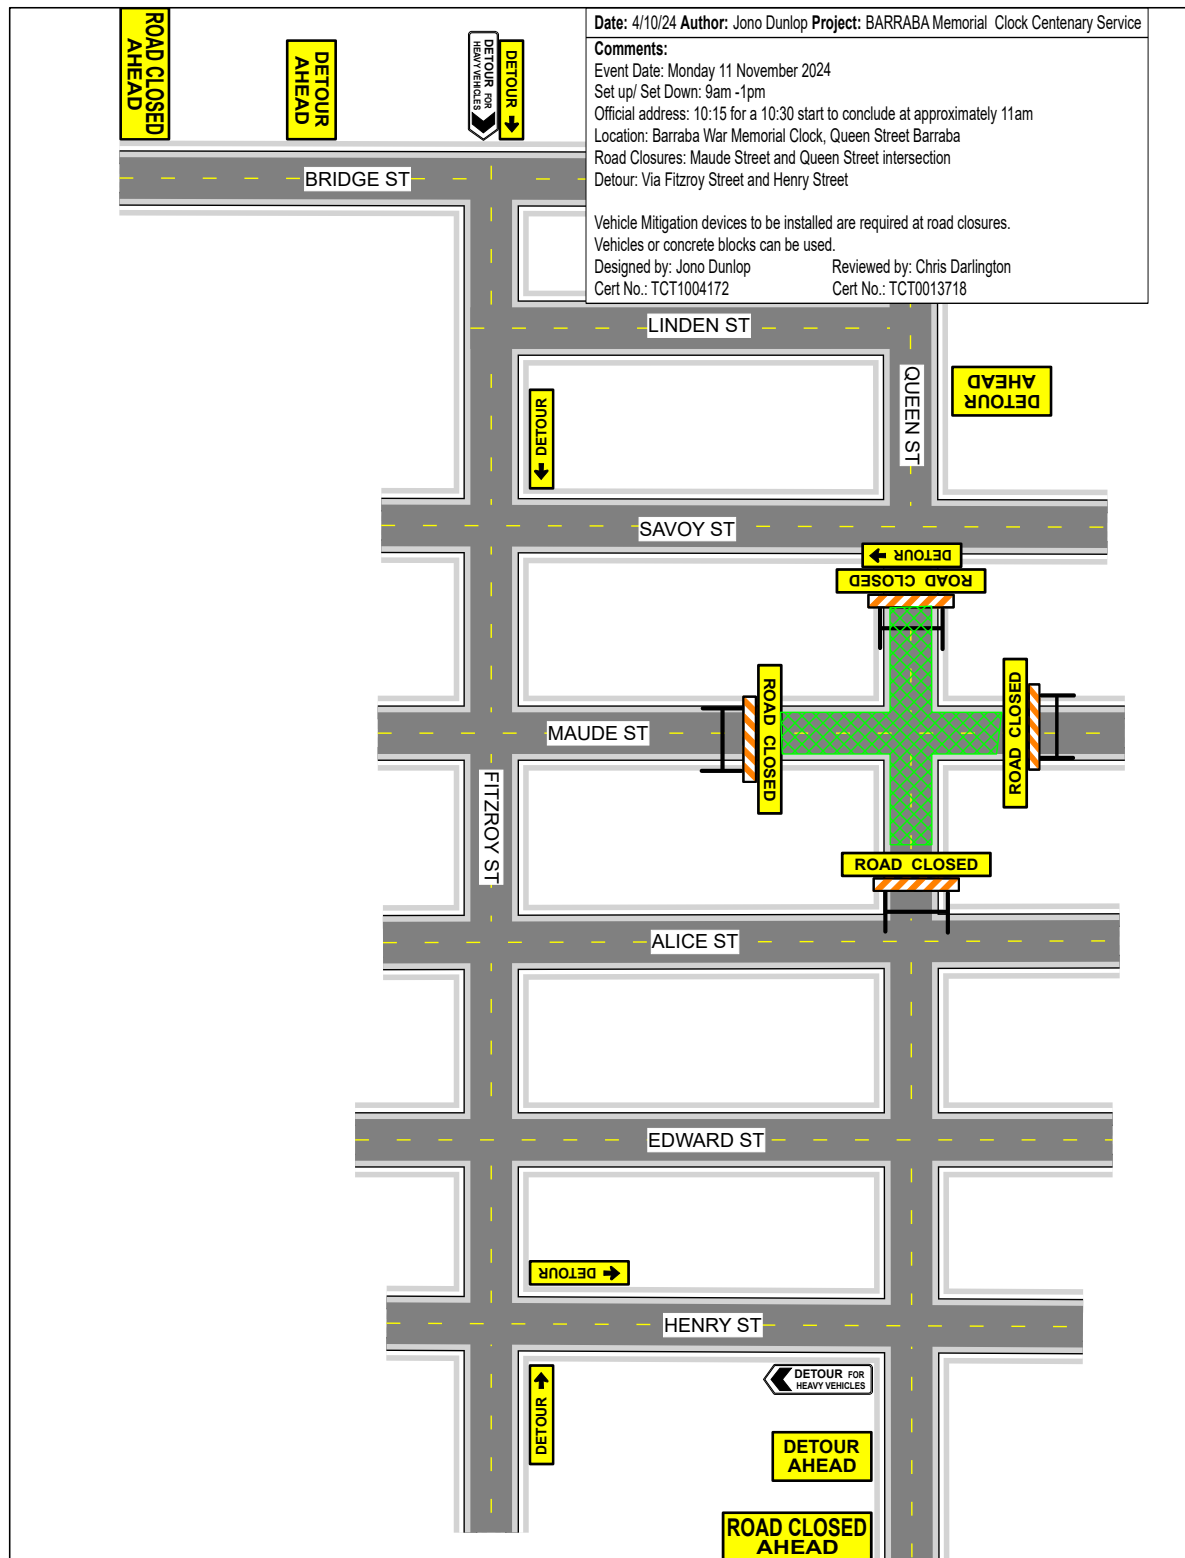 ROAD CLOSED
AHEAD
DETOUR
AHEAD
DETOUR FOR
HEAVY VEHICLES
DETOUR
Date: 4/10/24 Author: Jono Dunlop Project: BARRABA Memorial Clock Centenary Service
Comments:
Event Date: Monday 11 November 2024
Set up/ Set Down: 9am -1pm
Official address: 10:15 for a 10:30 start to conclude at approximately 11am
Location: Barraba War Memorial Clock, Queen Street Barraba
Road Closures: Maude Street and Queen Street intersection
Detour: Via Fitzroy Street and Henry Street
Vehicle Mitigation devices to be installed are required at road closures.
Vehicles or concrete blocks can be used.
Designed by: Jono Dunlop Reviewed by: Chris Darlington
Cert No.: TCT1004172 Cert No.: TCT0013718
BRIDGE ST
LINDEN ST
QUEEN ST
DETOUR
AHEAD
DETOUR
SAVOY ST
DETOUR
ROAD CLOSED
ROAD CLOSED
ROAD CLOSED
MAUDE ST
FITZROY ST
ROAD CLOSED
ALICE ST
EDWARD ST
DETOUR
HENRY ST
DETOUR
DETOUR FOR
HEAVY VEHICLES
DETOUR
AHEAD
ROAD CLOSED
AHEAD